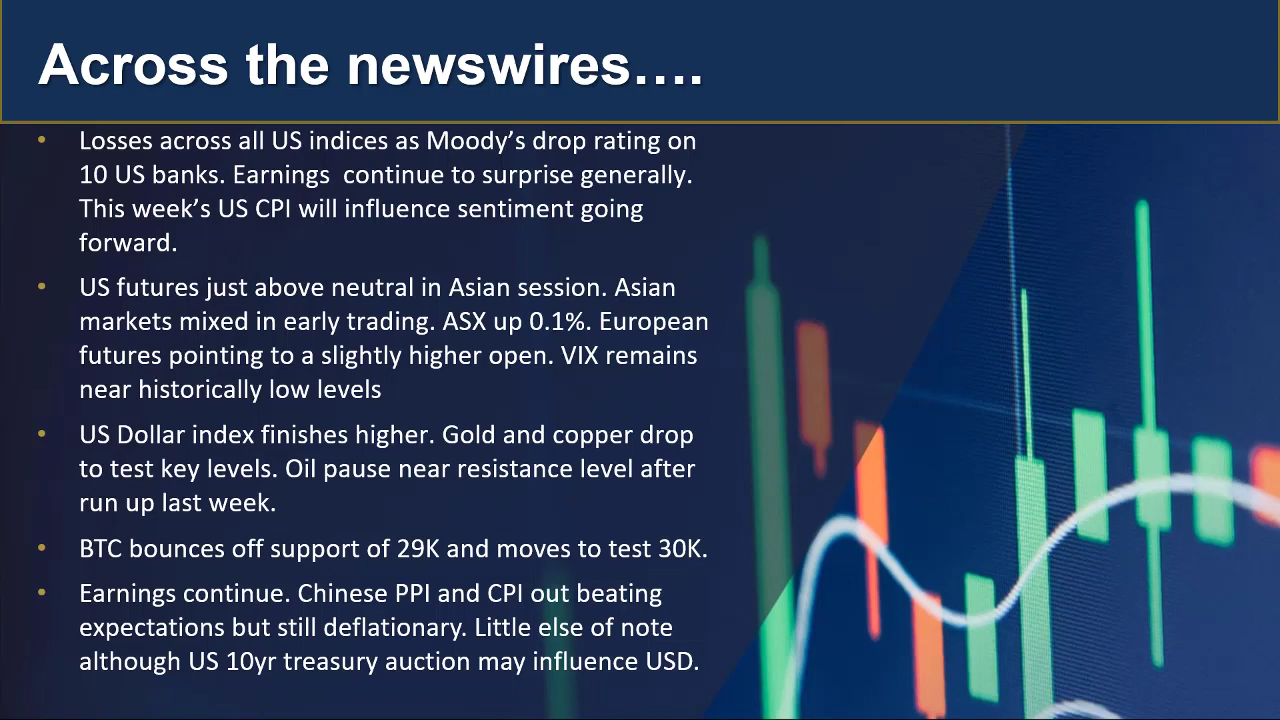 Across the newswires….
• Losses across all US indices as Moody’s drop rating on
10 US banks. Earnings  continue to surprise generally.
This week’s US CPI will influence sentiment going
forward.
• US futures just above neutral in Asian session. Asian
markets mixed in early trading. ASX up 0.1%. European
futures pointing to a slightly higher open. VIX remains
near historically low levels
• US Dollar index finishes higher. Gold and copper drop
to test key levels. Oil pause near resistance level after
run up last week.
• BTC bounces off support of 29K and moves to test 30K.
• Earnings continue. Chinese PPI and CPI out beating
expectations but still deflationary. Little else of note
although US 10yr treasury auction may influence USD.